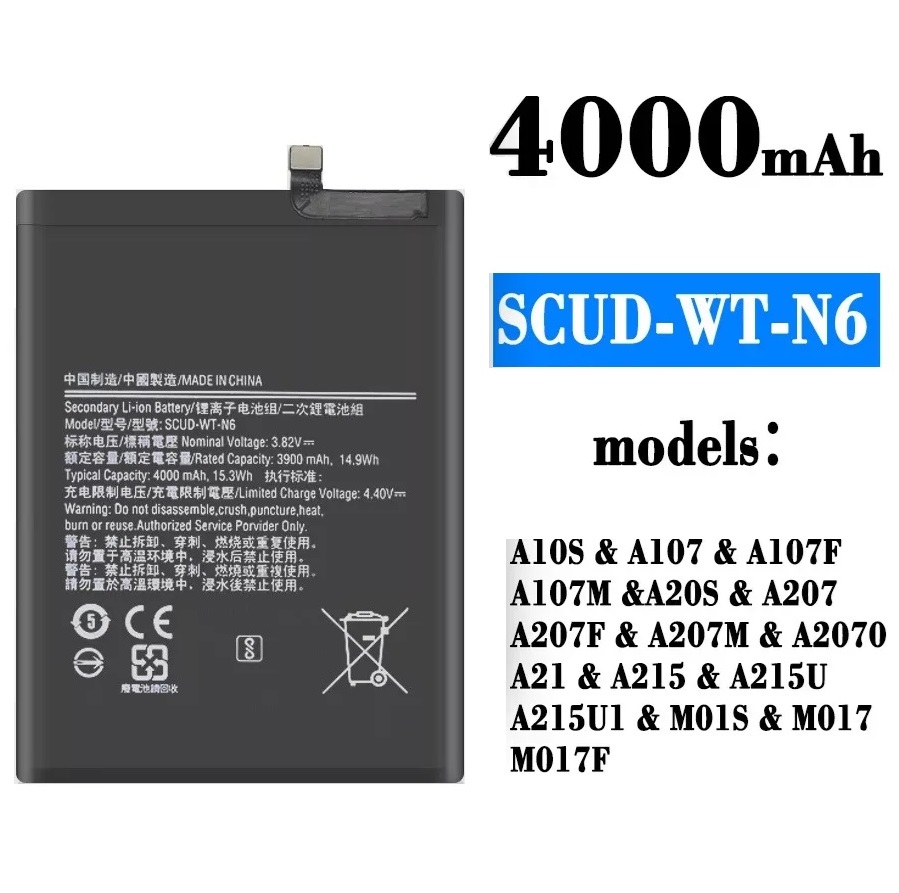 4000mAh
SCUD-WT-N6
models:
A10S & A107 & A107F
A107M &A20S & A207
A207F & A207M & A2070
A21 & A215 & A215U
A215U1 & M01S & M017
M017F
中国制造/中國製造/MADE IN CHINA
Secondary Li-ion Battery/锂离子电池组/二次鋰電池組
Model/型号/型號: SCUD-WT-N6
标称电压/標稱電壓 Nominal Voltage: 3.82V⎓
额定容量/額定容量/Rated Capacity: 3900 mAh, 14.9Wh
Typical Capacity: 4000 mAh, 15.3Wh 执行标准:
充电限制电压/充電限制電壓/Limited Charge Voltage: 4.40V⎓
Warning: Do not disassemble,crush,puncture,heat,
burn or reuse.Authorized Service Porvider Only.
警告: 禁止拆卸、穿刺、燃烧或重复使用。
请勿置于高温环境中，浸水后禁止使用。
警告: 禁止拆卸、穿刺、燃燒或重複使用。
請勿置於高溫環境中，浸水後禁止使用。
5
CE
廢電池請回收